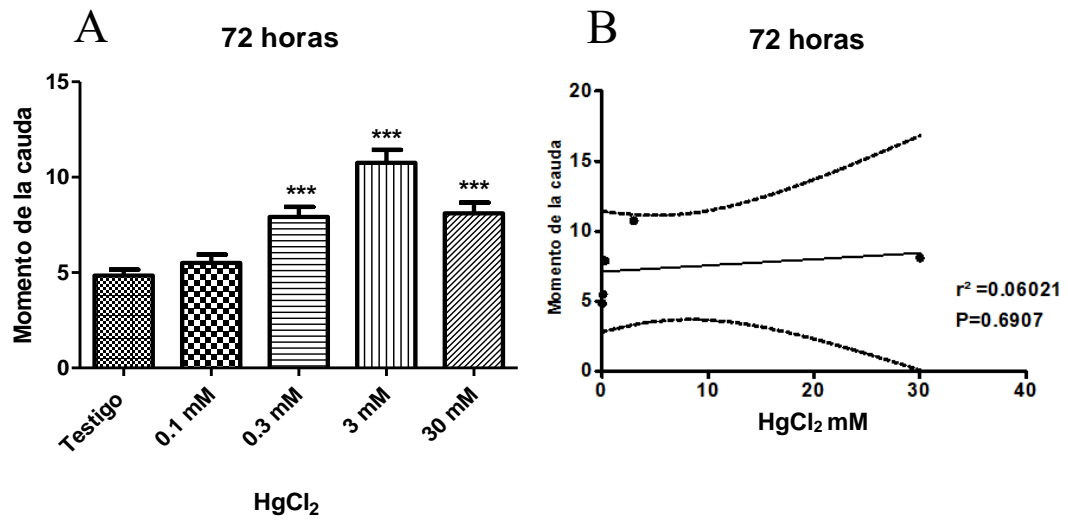 A
72 horas
Momento de la cauda
15
10
5
0
***
***
***
Testigo
0.1 mM
0.3 mM
3 mM
30 mM
HgCl₂
B
72 horas
Momento de la cauda
20
15
10
5
0
r² =0.06021
P=0.6907
0
10
20
30
40
HgCl₂ mM